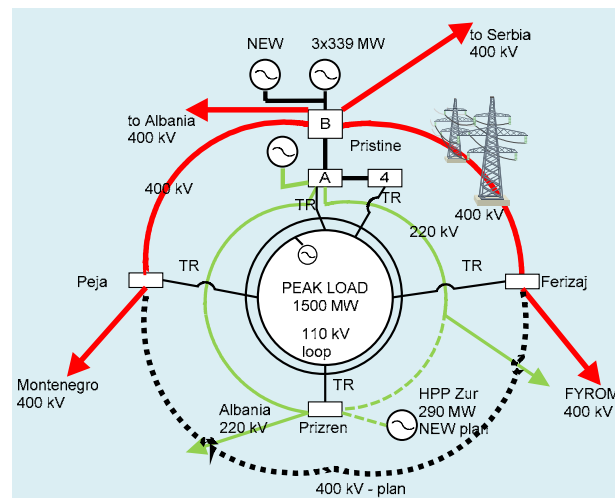 NEW
3x339 MW
to Serbia
400 kV
to Albania
400 kV
B
Pristine
A
4
TR
TR
400 kV
400 kV
220 kV
TR
TR
Peja
Ferizaj
PEAK LOAD
1500 MW
110 kV
loop
TR
Montenegro
400 kV
Albania
220 kV
Prizren
HPP Zur
290 MW
NEW plan
FYROM
400 kV
400 kV - plan